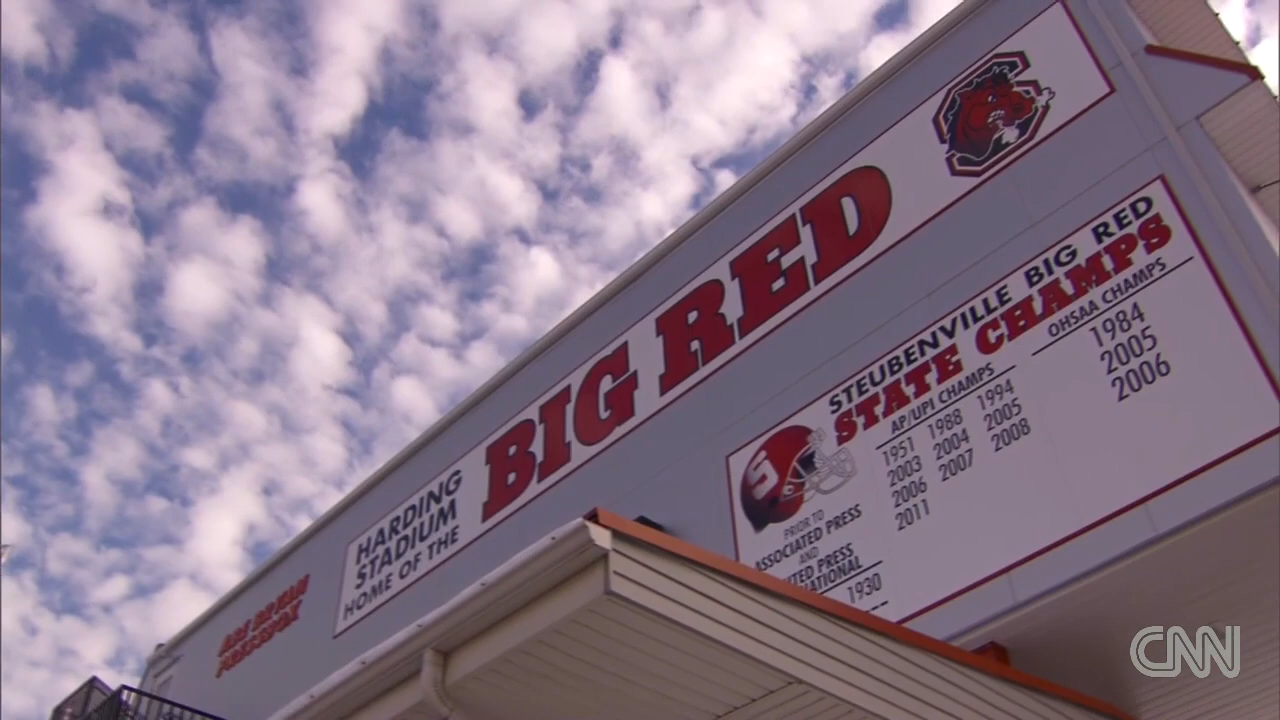 HARDING
STADIUM
HOME OF THE
BIG RED
STEUBENVILLE BIG RED
STATE CHAMPS
AP/UPI CHAMPS
1951 1988 1994
2003 2004 2005
2006 2007 2008
2011
OHSAA CHAMPS
1984
2005
2006
S
PRIOR TO
ASSOCIATED PRESS
AND
1930
PRESSBOX
CNN